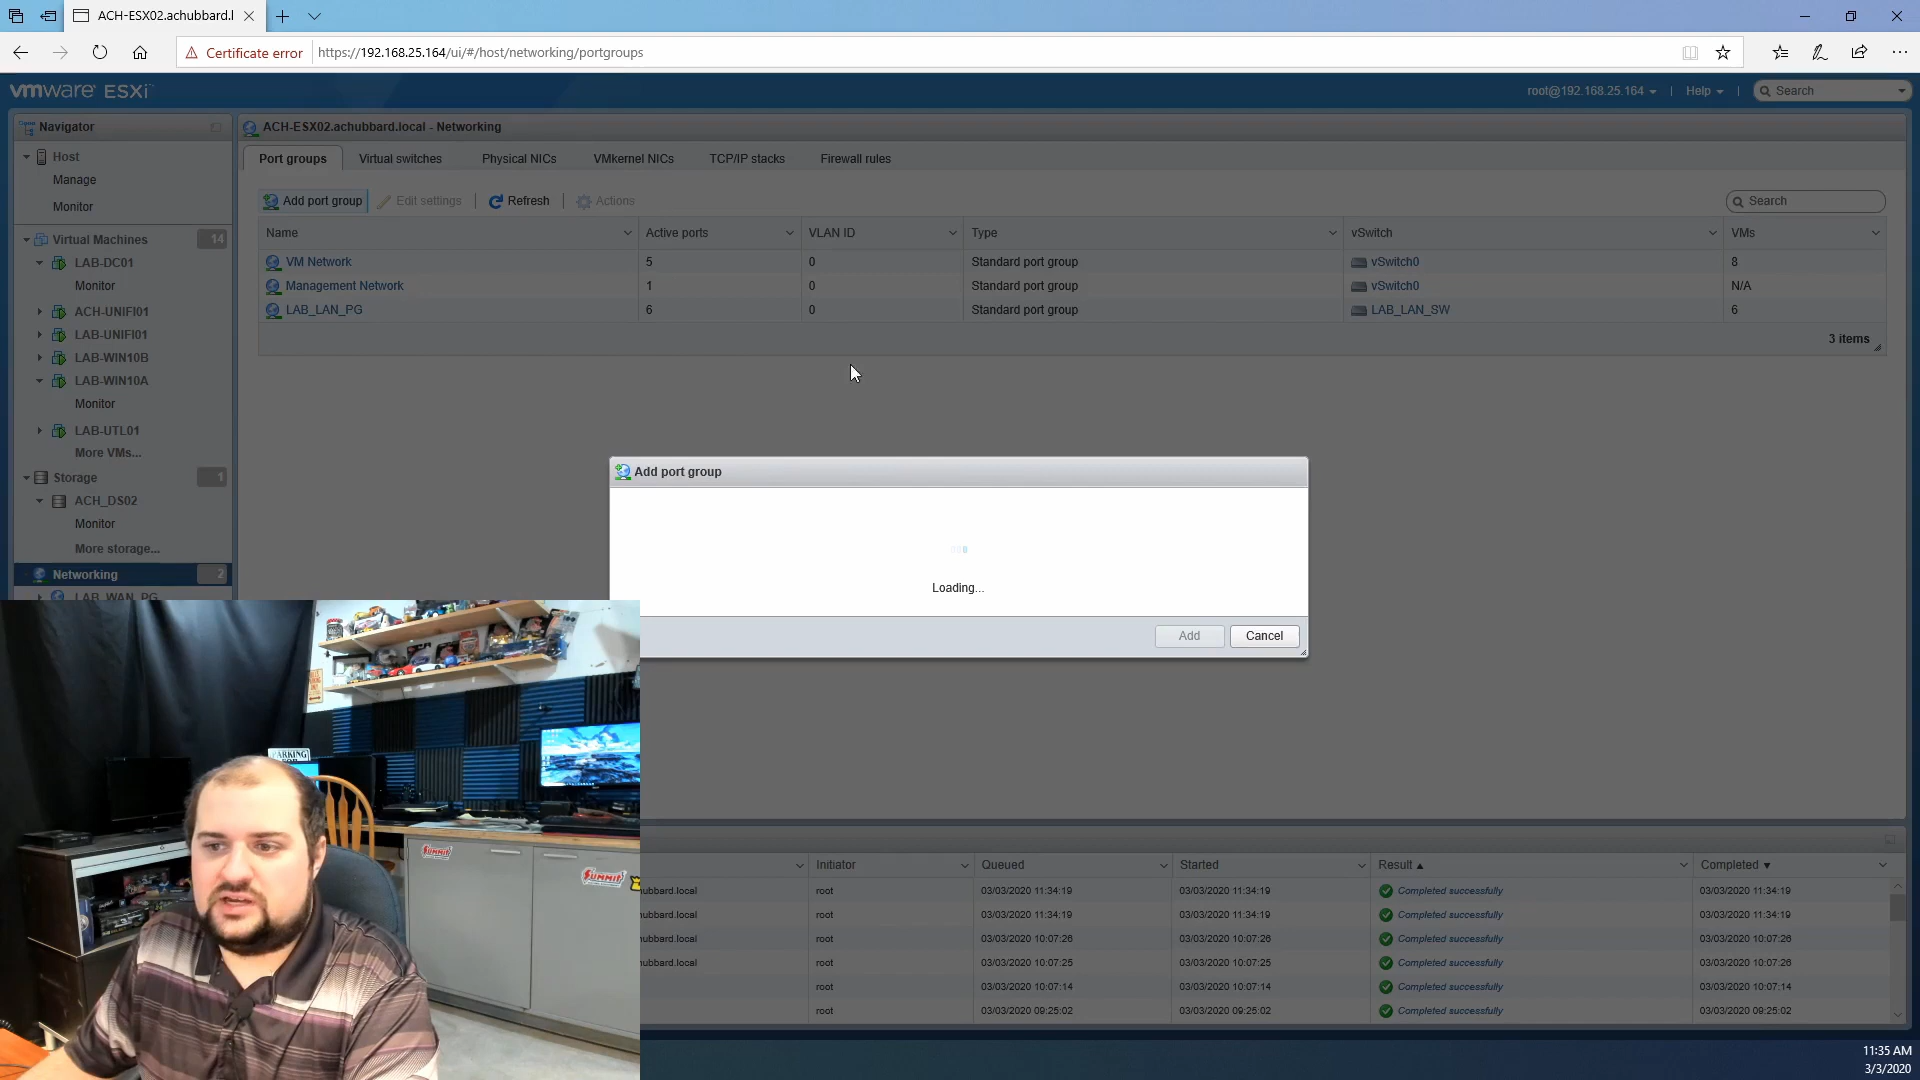 ACH-ESX02.achubbard.l
Certificate error
https://192.168.25.164/ui/#/host/networking/portgroups
vmware ESXi
root@192.168.25.164
Help
Search
Navigator
Host
Manage
Monitor
Virtual Machines 14
LAB-DC01
Monitor
ACH-UNIFI01
LAB-UNIFI01
LAB-WIN10B
LAB-WIN10A
Monitor
LAB-UTL01
More VMs...
Storage 1
ACH_DS02
Monitor
More storage...
Networking 2
LAB_WAN_PG
ACH-ESX02.achubbard.local - Networking
Port groups Virtual switches Physical NICs VMkernel NICs TCP/IP stacks Firewall rules
Add port group Edit settings Refresh Actions Search
Name Active ports VLAN ID Type vSwitch VMs
VM Network 5 0 Standard port group vSwitch0 8
Management Network 1 0 Standard port group vSwitch0 N/A
LAB_LAN_PG 6 0 Standard port group LAB_LAN_SW 6
3 items
Add port group
Loading...
Add Cancel
Initiator Queued Started Result Completed
ubbard.local root 03/03/2020 11:34:19 03/03/2020 11:34:19 Completed successfully 03/03/2020 11:34:19
ubbard.local root 03/03/2020 11:34:19 03/03/2020 11:34:19 Completed successfully 03/03/2020 11:34:19
ubbard.local root 03/03/2020 10:07:26 03/03/2020 10:07:26 Completed successfully 03/03/2020 10:07:26
ubbard.local root 03/03/2020 10:07:25 03/03/2020 10:07:25 Completed successfully 03/03/2020 10:07:26
root 03/03/2020 10:07:14 03/03/2020 10:07:14 Completed successfully 03/03/2020 10:07:14
root 03/03/2020 09:25:02 03/03/2020 09:25:02 Completed successfully 03/03/2020 09:25:02
PARKING
SUMMIT
SUMMIT
11:35 AM
3/3/2020